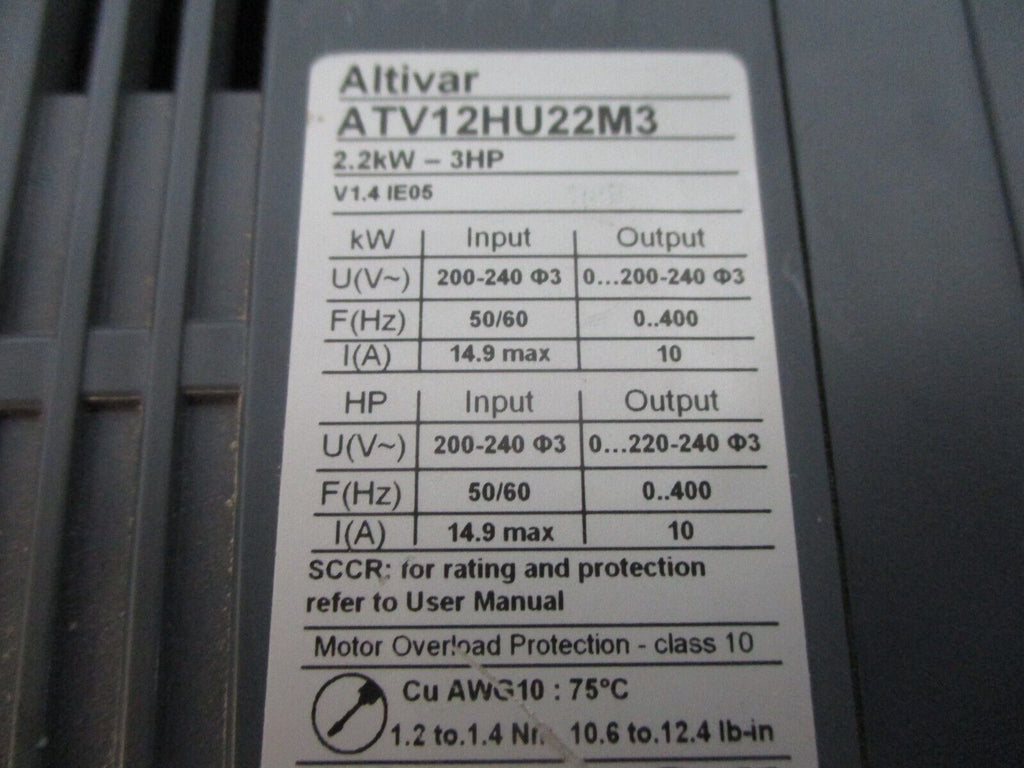 Altivar
ATV12HU22M3
2.2kW – 3HP
V1.4 IE05
kW Input Output
U(V~) 200-240 Φ3 0...200-240 Φ3
F(Hz) 50/60 0..400
I(A) 14.9 max 10
HP Input Output
U(V~) 200-240 Φ3 0...220-240 Φ3
F(Hz) 50/60 0..400
I(A) 14.9 max 10
SCCR: for rating and protection
refer to User Manual
Motor Overload Protection - class 10
Cu AWG10 : 75°C
1.2 to.1.4 10.6 to.12.4 lb-in